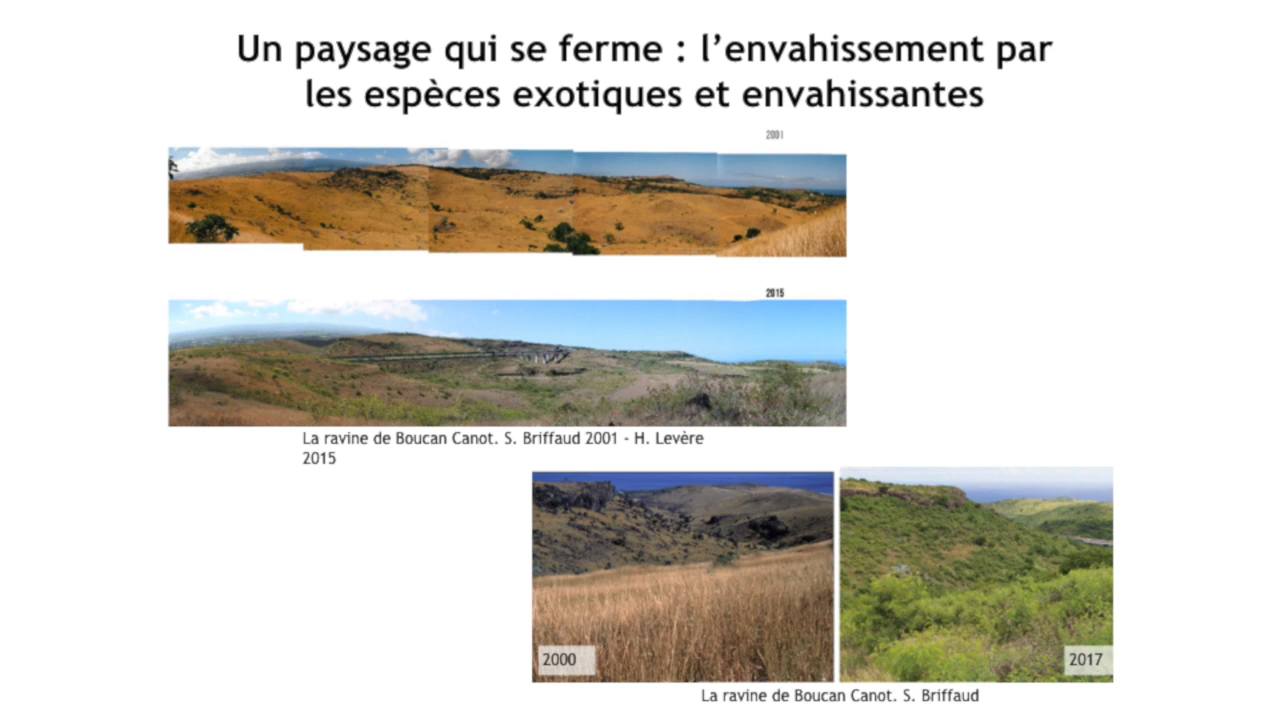 Un paysage qui se ferme : l’envahissement par
les espèces exotiques et envahissantes
2001
2015
La ravine de Boucan Canot. S. Briffaud 2001 - H. Levère
2015
2000
2017
La ravine de Boucan Canot. S. Briffaud